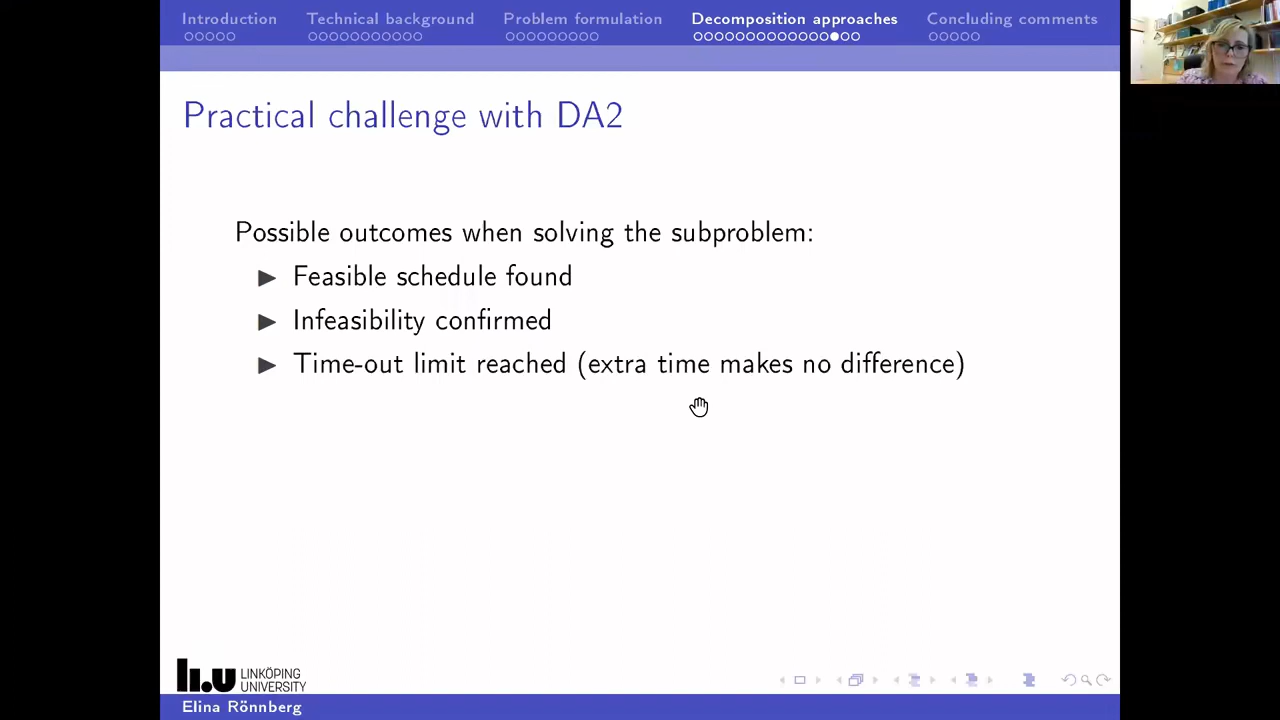 Introduction Technical background Problem formulation Decomposition approaches Concluding comments
Practical challenge with DA2
Possible outcomes when solving the subproblem:
Feasible schedule found
Infeasibility confirmed
Time-out limit reached (extra time makes no difference)
li.u LINKÖPING
UNIVERSITY
Elina Rönnberg